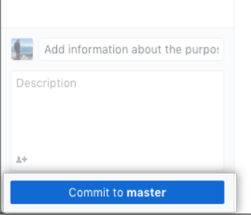 Add information about the purpos
Description
Commit to master